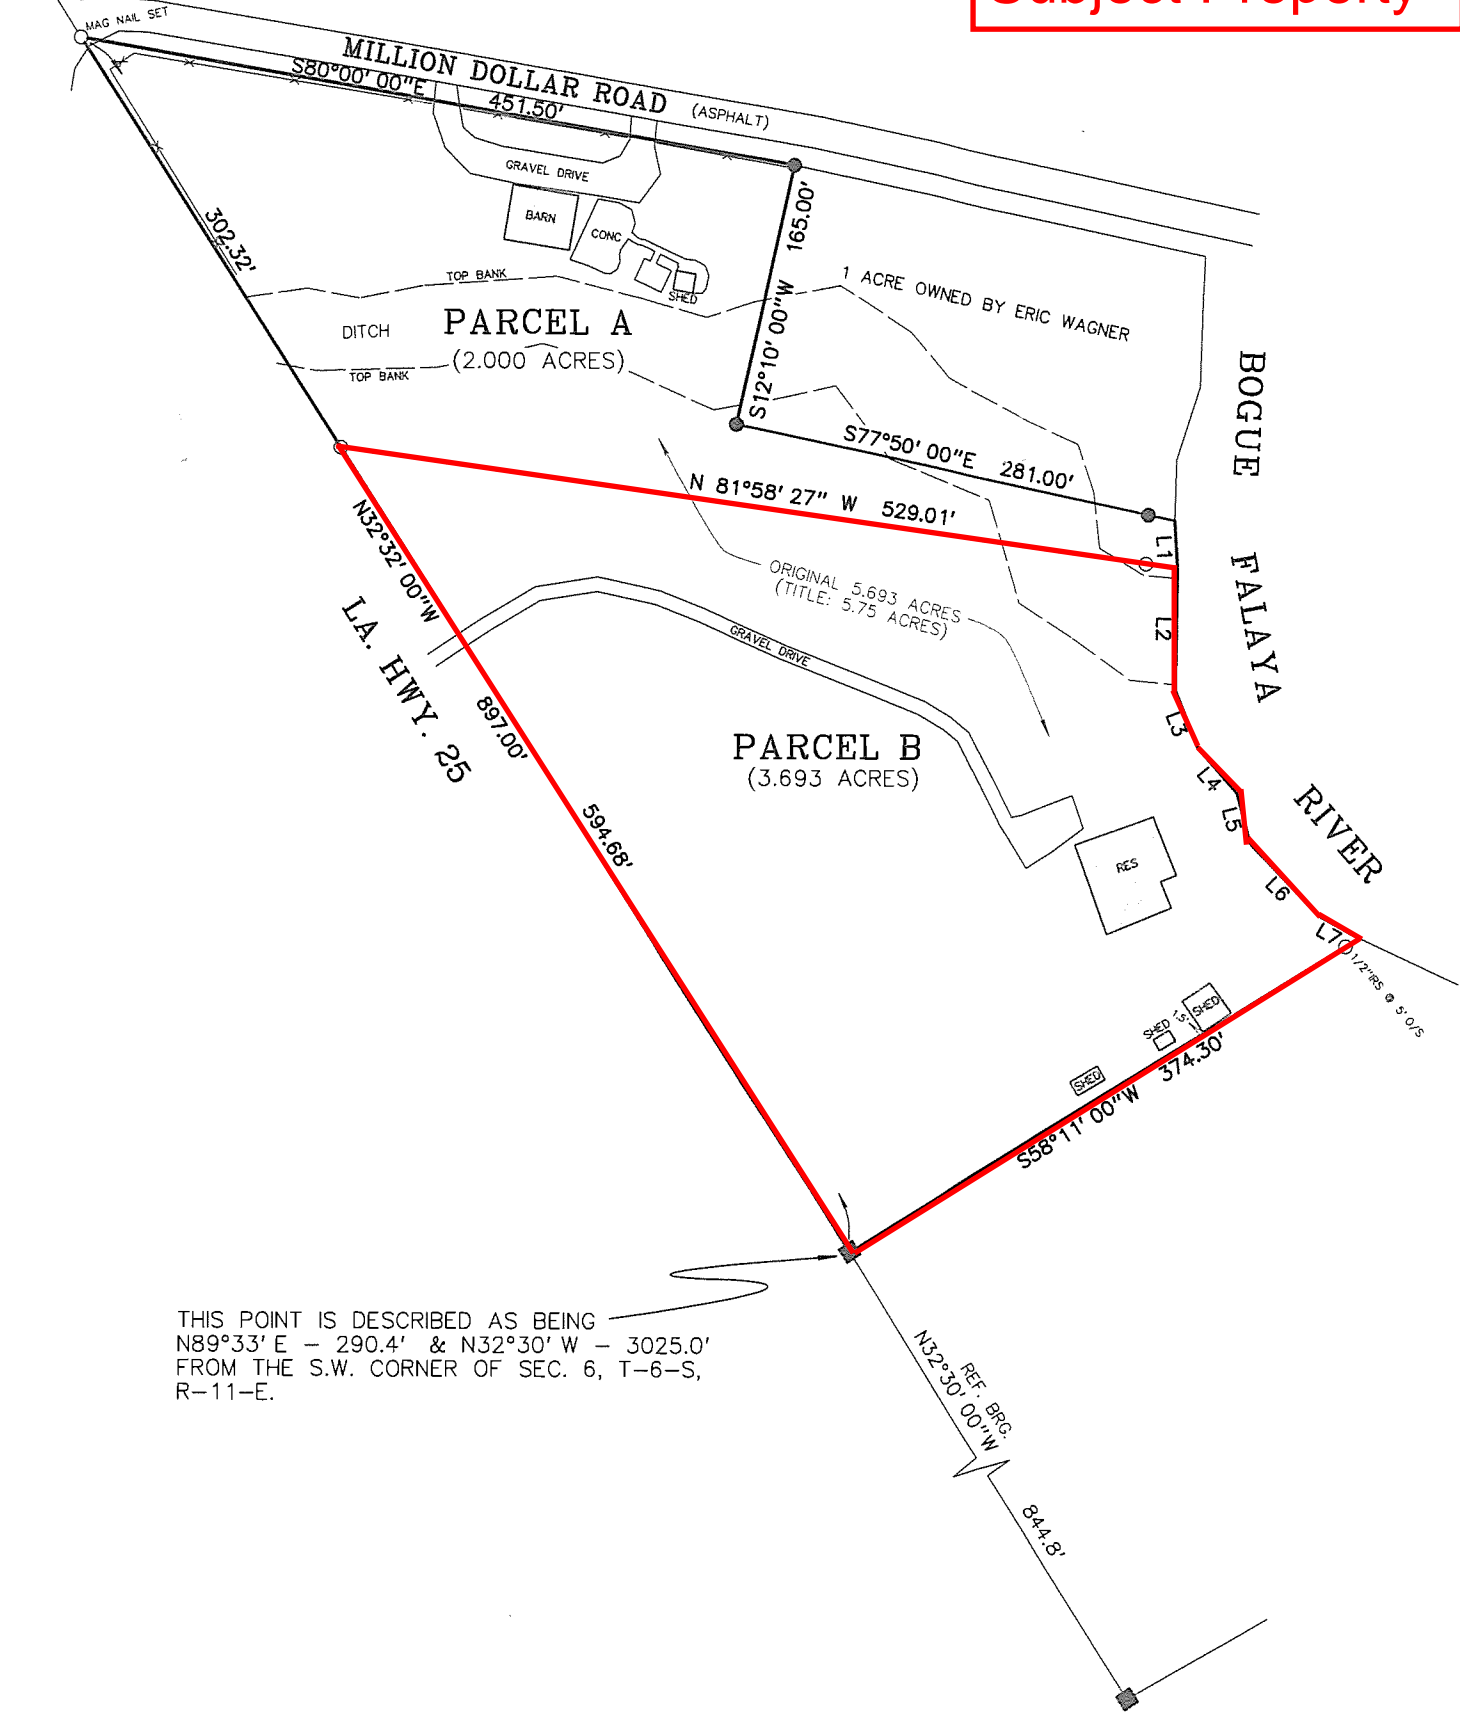 Subject Property
MAG NAIL SET
MILLION DOLLAR ROAD (ASPHALT)
S80°00' 00"E 451.50'
GRAVEL DRIVE
BARN
CONC
SHED
302.32'
165.00'
S12°10' 00"W
TOP BANK
DITCH
PARCEL A
(2.000 ACRES)
TOP BANK
1 ACRE OWNED BY ERIC WAGNER
S77°50' 00"E 281.00'
N 81°58' 27" W 529.01'
BOGUE FALAYA RIVER
L1
L2
L3
L4
L5
L6
L7
N32°32' 00"W
897.00'
594.68'
LA. HWY. 25
ORIGINAL 5.693 ACRES
(TITLE: 5.75 ACRES)
GRAVEL DRIVE
PARCEL B
(3.693 ACRES)
RES
1/2"IRS @ 5' O/S
SHED
1.5'
SHED
SHED
S58°11' 00"W 374.30'
THIS POINT IS DESCRIBED AS BEING
N89°33' E – 290.4' & N32°30' W – 3025.0'
FROM THE S.W. CORNER OF SEC. 6, T–6–S,
R–11–E.
REF. BRG.
N32°30' 00"W
844.8'